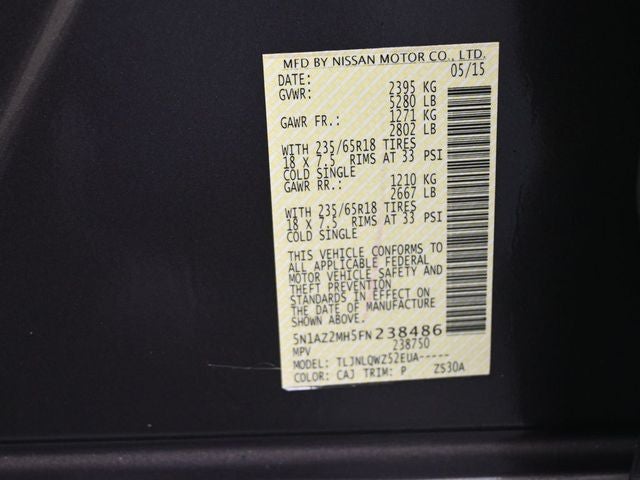 MFD BY NISSAN MOTOR CO., LTD.
DATE: 05/15
GVWR: 2395 KG
5280 LB
GAWR FR.: 1271 KG
2802 LB
WITH 235/65R18 TIRES
18 X 7.5 RIMS AT 33 PSI
COLD SINGLE
GAWR RR.: 1210 KG
2667 LB
WITH 235/65R18 TIRES
18 X 7.5 RIMS AT 33 PSI
COLD SINGLE
THIS VEHICLE CONFORMS TO
ALL APPLICABLE FEDERAL
MOTOR VEHICLE SAFETY AND
THEFT PREVENTION
STANDARDS IN EFFECT ON
THE DATE OF MANUFACTURE
SHOWN ABOVE.
5N1AZ2MH5FN238486
MPV 238750
MODEL: TLJNLQWZ52EUA-----
COLOR: CAJ TRIM: P ZS30A